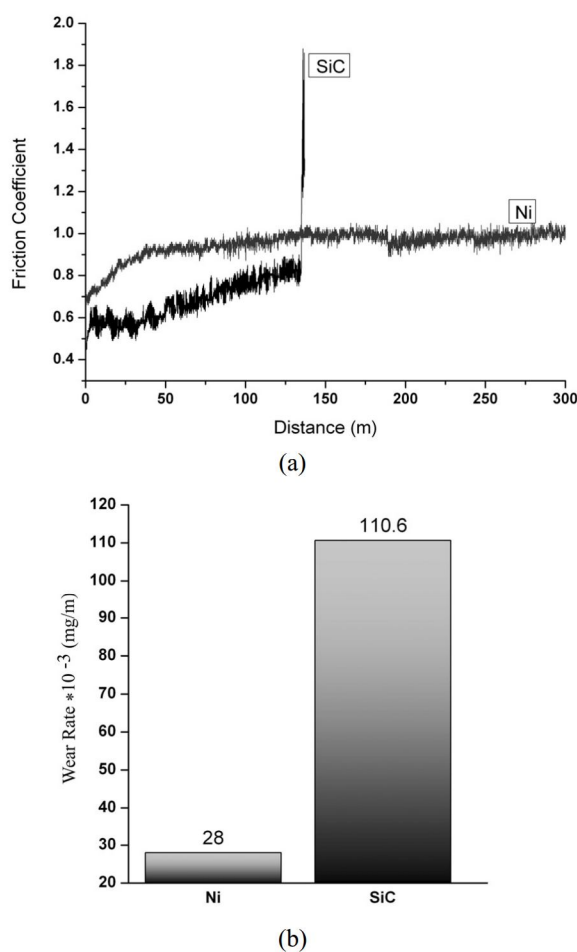 2.0
1.8
1.6
1.4
1.2
1.0
0.8
0.6
0.4
Friction Coefficient
SiC
Ni
0 50 100 150 200 250 300
Distance (m)
(a)
120
110
100
90
80
70
60
50
40
30
20
Wear Rate *10 -3 (mg/m)
110.6
28
Ni SiC
(b)